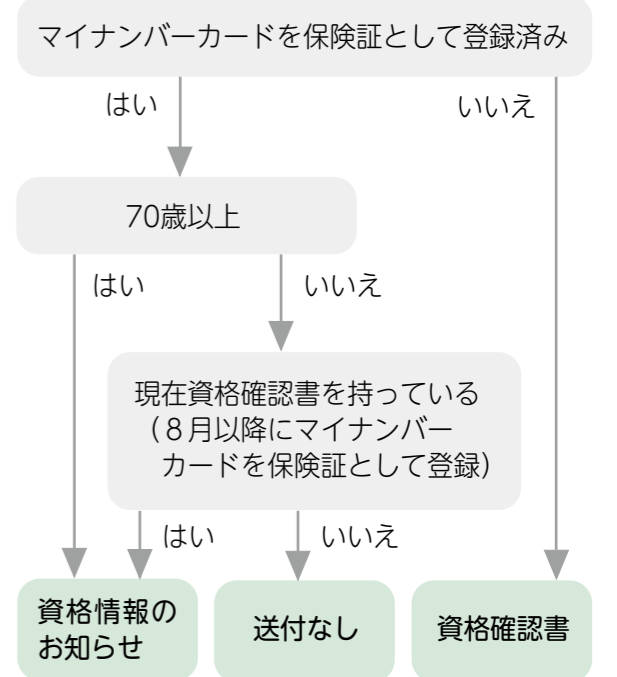 マイナンバーカードを保険証として登録済み
はい
いいえ
70歳以上
はい
いいえ
現在資格確認書を持っている
（８月以降にマイナンバー
カードを保険証として登録）
はい
いいえ
資格情報の
お知らせ
送付なし
資格確認書